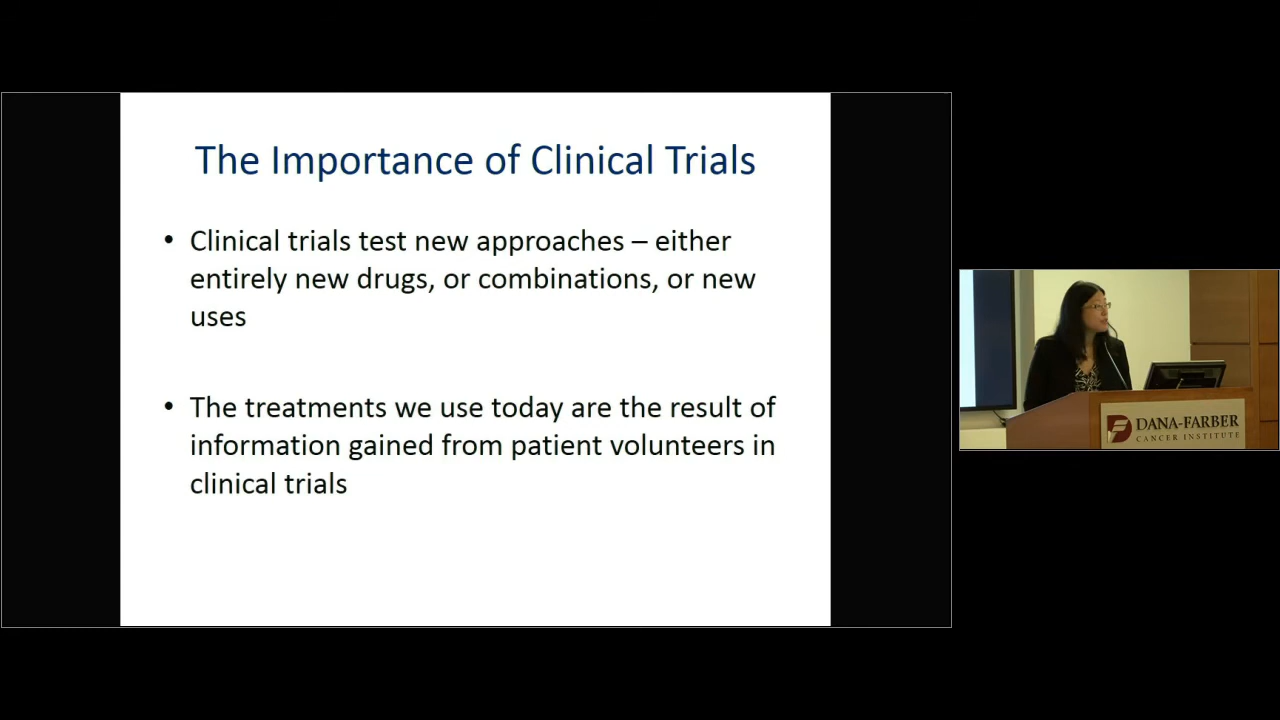 The Importance of Clinical Trials
• Clinical trials test new approaches – either
entirely new drugs, or combinations, or new
uses
• The treatments we use today are the result of
information gained from patient volunteers in
clinical trials
DANA-FARBER
CANCER INSTITUTE